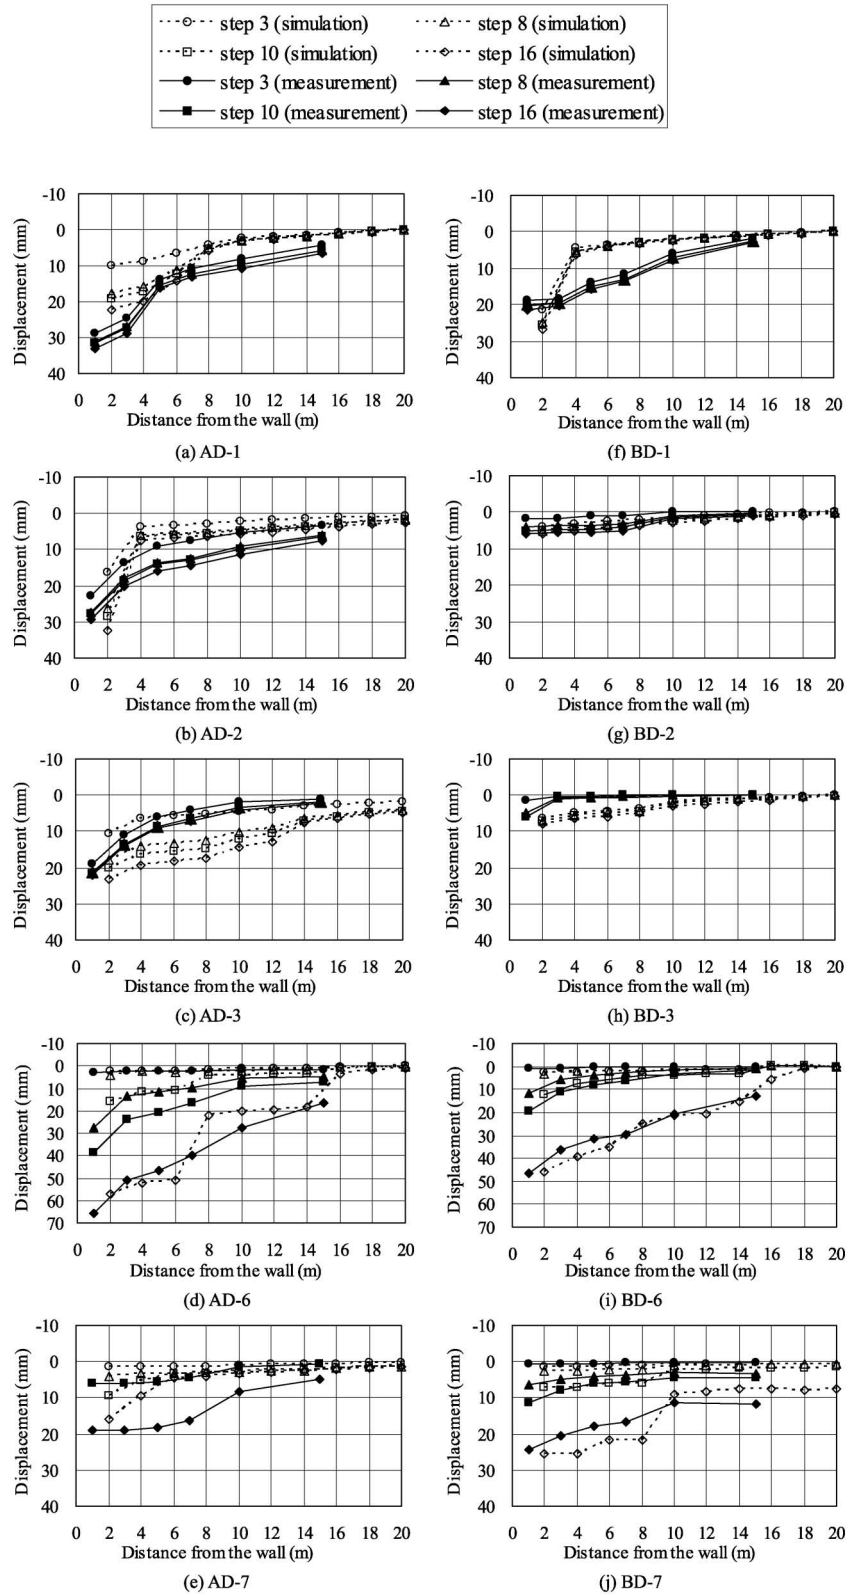 step 3 (simulation) step 8 (simulation)
step 10 (simulation) step 16 (simulation)
step 3 (measurement) step 8 (measurement)
step 10 (measurement) step 16 (measurement)
Displacement (mm)
-10
0
10
20
30
40
0 2 4 6 8 10 12 14 16 18 20
Distance from the wall (m)
(a) AD-1
Displacement (mm)
-10
0
10
20
30
40
0 2 4 6 8 10 12 14 16 18 20
Distance from the wall (m)
(f) BD-1
Displacement (mm)
-10
0
10
20
30
40
0 2 4 6 8 10 12 14 16 18 20
Distance from the wall (m)
(b) AD-2
Displacement (mm)
-10
0
10
20
30
40
0 2 4 6 8 10 12 14 16 18 20
Distance from the wall (m)
(g) BD-2
Displacement (mm)
-10
0
10
20
30
40
0 2 4 6 8 10 12 14 16 18 20
Distance from the wall (m)
(c) AD-3
Displacement (mm)
-10
0
10
20
30
40
0 2 4 6 8 10 12 14 16 18 20
Distance from the wall (m)
(h) BD-3
Displacement (mm)
-10
0
10
20
30
40
50
60
70
0 2 4 6 8 10 12 14 16 18 20
Distance from the wall (m)
(d) AD-6
Displacement (mm)
-10
0
10
20
30
40
50
60
70
0 2 4 6 8 10 12 14 16 18 20
Distance from the wall (m)
(i) BD-6
Displacement (mm)
-10
0
10
20
30
40
0 2 4 6 8 10 12 14 16 18 20
Distance from the wall (m)
(e) AD-7
Displacement (mm)
-10
0
10
20
30
40
0 2 4 6 8 10 12 14 16 18 20
Distance from the wall (m)
(j) BD-7